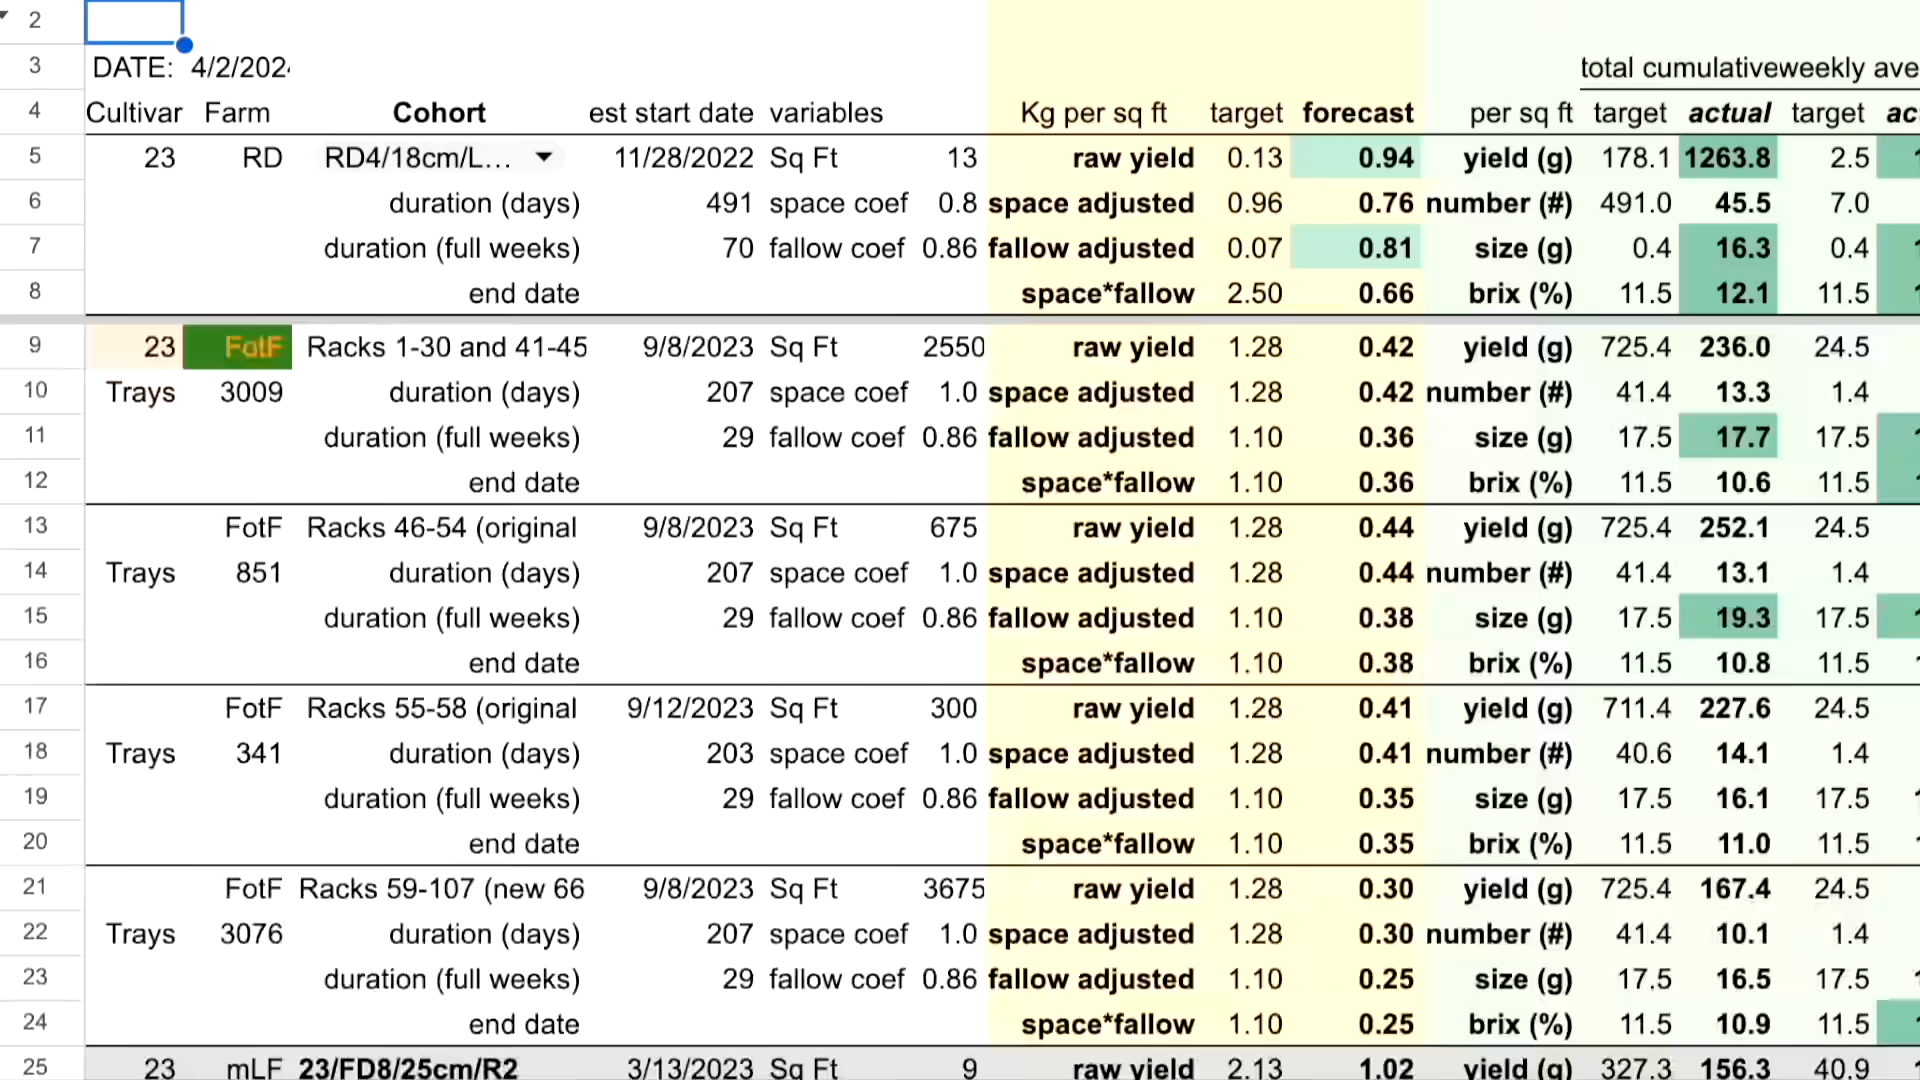 2
3 DATE: 4/2/202 total cumulative weekly
4 Cultivar Farm Cohort est start date variables Kg per sq ft target forecast per sq ft target actual target
5 23 RD RD4/18cm/L... 11/28/2022 Sq Ft 13 raw yield 0.13 0.94 yield (g) 178.1 1263.8 2.5
6 duration (days) 491 space coef 0.8 space adjusted 0.96 0.76 number (#) 491.0 45.5 7.0
7 duration (full weeks) 70 fallow coef 0.86 fallow adjusted 0.07 0.81 size (g) 0.4 16.3 0.4
8 end date space*fallow 2.50 0.66 brix (%) 11.5 12.1 11.5
9 23 FotF Racks 1-30 and 41-45 9/8/2023 Sq Ft 2550 raw yield 1.28 0.42 yield (g) 725.4 236.0 24.5
10 Trays 3009 duration (days) 207 space coef 1.0 space adjusted 1.28 0.42 number (#) 41.4 13.3 1.4
11 duration (full weeks) 29 fallow coef 0.86 fallow adjusted 1.10 0.36 size (g) 17.5 17.7 17.5
12 end date space*fallow 1.10 0.36 brix (%) 11.5 10.6 11.5
13 FotF Racks 46-54 (original 9/8/2023 Sq Ft 675 raw yield 1.28 0.44 yield (g) 725.4 252.1 24.5
14 Trays 851 duration (days) 207 space coef 1.0 space adjusted 1.28 0.44 number (#) 41.4 13.1 1.4
15 duration (full weeks) 29 fallow coef 0.86 fallow adjusted 1.10 0.38 size (g) 17.5 19.3 17.5
16 end date space*fallow 1.10 0.38 brix (%) 11.5 10.8 11.5
17 FotF Racks 55-58 (original 9/12/2023 Sq Ft 300 raw yield 1.28 0.41 yield (g) 711.4 227.6 24.5
18 Trays 341 duration (days) 203 space coef 1.0 space adjusted 1.28 0.41 number (#) 40.6 14.1 1.4
19 duration (full weeks) 29 fallow coef 0.86 fallow adjusted 1.10 0.35 size (g) 17.5 16.1 17.5
20 end date space*fallow 1.10 0.35 brix (%) 11.5 11.0 11.5
21 FotF Racks 59-107 (new 66 9/8/2023 Sq Ft 3675 raw yield 1.28 0.30 yield (g) 725.4 167.4 24.5
22 Trays 3076 duration (days) 207 space coef 1.0 space adjusted 1.28 0.30 number (#) 41.4 10.1 1.4
23 duration (full weeks) 29 fallow coef 0.86 fallow adjusted 1.10 0.25 size (g) 17.5 16.5 17.5
24 end date space*fallow 1.10 0.25 brix (%) 11.5 10.9 11.5
25 23 mLF 23/FD8/25cm/R2 3/13/2023 Sq Ft 9 raw yield 2.13 1.02 yield (g) 327.3 156.3 40.9